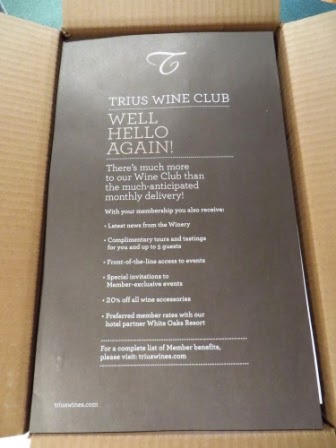 T
TRIUS WINE CLUB
WELL
HELLO
AGAIN!
There's much more
to our Wine Club than
the much-anticipated
monthly delivery!
With your membership you also receive:
• Latest news from the Winery
• Complimentary tours and tastings
for you and up to 5 guests
• Front-of-the-line access to events
• Special invitations to
Member-exclusive events
• 20% off all wine accessories
• Preferred member rates with our
hotel partner White Oaks Resort
For a complete list of Member benefits,
please visit: triuswines.com
triuswines.com